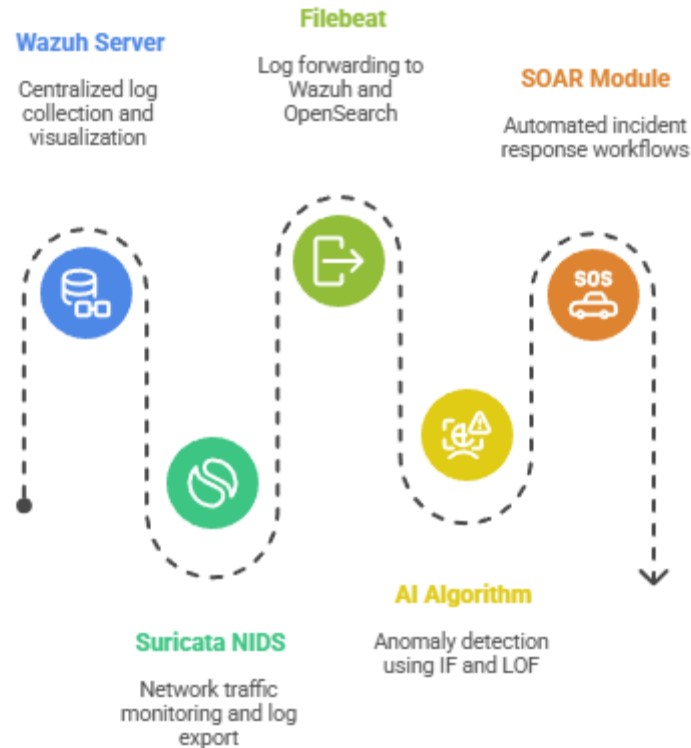 Wazuh Server
Centralized log
collection and
visualization
Suricata NIDS
Network traffic
monitoring and log
export
Filebeat
Log forwarding to
Wazuh and
OpenSearch
AI Algorithm
Anomaly detection
using IF and LOF
SOAR Module
Automated incident
response workflows
SOS